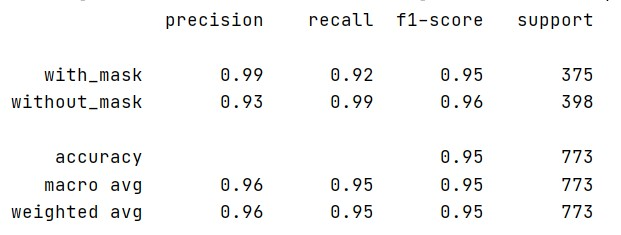 precision recall f1-score support
with_mask 0.99 0.92 0.95 375
without_mask 0.93 0.99 0.96 398
accuracy 0.95 773
macro avg 0.96 0.95 0.95 773
weighted avg 0.96 0.95 0.95 773